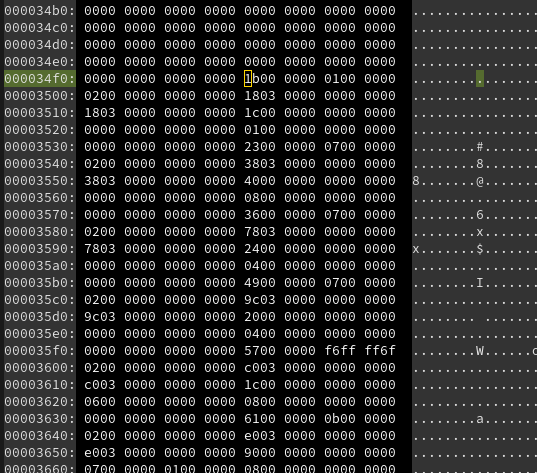 000034b0: 0000 0000 0000 0000 0000 0000 0000 0000 ................
000034c0: 0000 0000 0000 0000 0000 0000 0000 0000 ................
000034d0: 0000 0000 0000 0000 0000 0000 0000 0000 ................
000034e0: 0000 0000 0000 0000 0000 0000 0000 0000 ................
000034f0: 0000 0000 0000 0000 1b00 0000 0100 0000 ................
00003500: 0200 0000 0000 0000 1803 0000 0000 0000 ................
00003510: 1803 0000 0000 0000 1c00 0000 0000 0000 ................
00003520: 0000 0000 0000 0000 0100 0000 0000 0000 ................
00003530: 0000 0000 0000 0000 2300 0000 0700 0000 ........#.......
00003540: 0200 0000 0000 0000 3803 0000 0000 0000 ........8.......
00003550: 3803 0000 0000 0000 4000 0000 0000 0000 8.......@.......
00003560: 0000 0000 0000 0000 0800 0000 0000 0000 ................
00003570: 0000 0000 0000 0000 3600 0000 0700 0000 ........6.......
00003580: 0200 0000 0000 0000 7803 0000 0000 0000 ........x.......
00003590: 7803 0000 0000 0000 2400 0000 0000 0000 x.......$.......
000035a0: 0000 0000 0000 0000 0400 0000 0000 0000 ................
000035b0: 0000 0000 0000 0000 4900 0000 0700 0000 ........I.......
000035c0: 0200 0000 0000 0000 9c03 0000 0000 0000 ................
000035d0: 9c03 0000 0000 0000 2000 0000 0000 0000 ........ .......
000035e0: 0000 0000 0000 0000 0400 0000 0000 0000 ................
000035f0: 0000 0000 0000 0000 5700 0000 f6ff ff6f ........W......o
00003600: 0200 0000 0000 0000 c003 0000 0000 0000 ................
00003610: c003 0000 0000 0000 1c00 0000 0000 0000 ................
00003620: 0600 0000 0000 0000 0800 0000 0000 0000 ................
00003630: 0000 0000 0000 0000 6100 0000 0b00 0000 ........a.......
00003640: 0200 0000 0000 0000 e003 0000 0000 0000 ................
00003650: e003 0000 0000 0000 9000 0000 0000 0000 ................
00003660: 0700 0000 0100 0000 0800 0000 0000 0000 ................